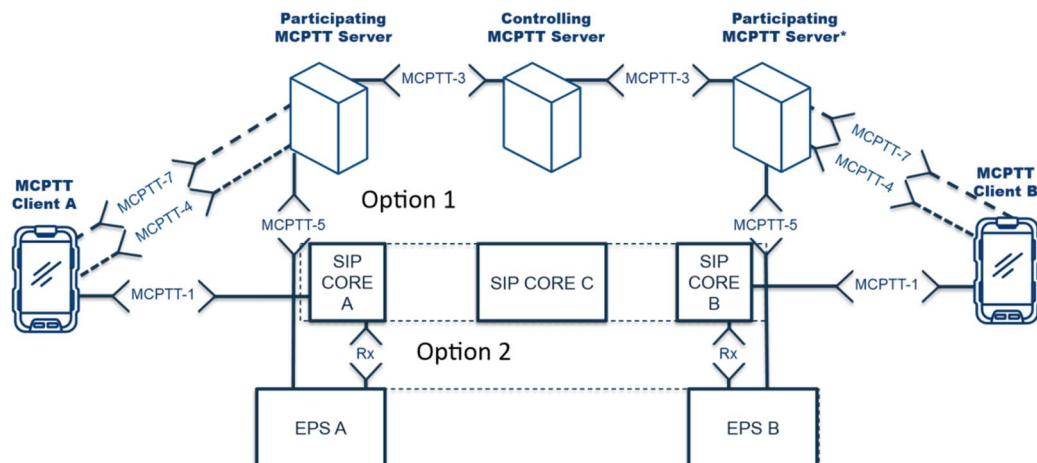 Participating
MCPTT Server
Controlling
MCPTT Server
Participating
MCPTT Server*
MCPTT-3
MCPTT-3
MCPTT-7
MCPTT-4
MCPTT-7
MCPTT-4
MCPTT
Client A
MCPTT
Client B
Option 1
MCPTT-5
MCPTT-5
SIP
CORE
A
SIP CORE C
SIP
CORE
B
MCPTT-1
MCPTT-1
Rx
Option 2
Rx
EPS A
EPS B